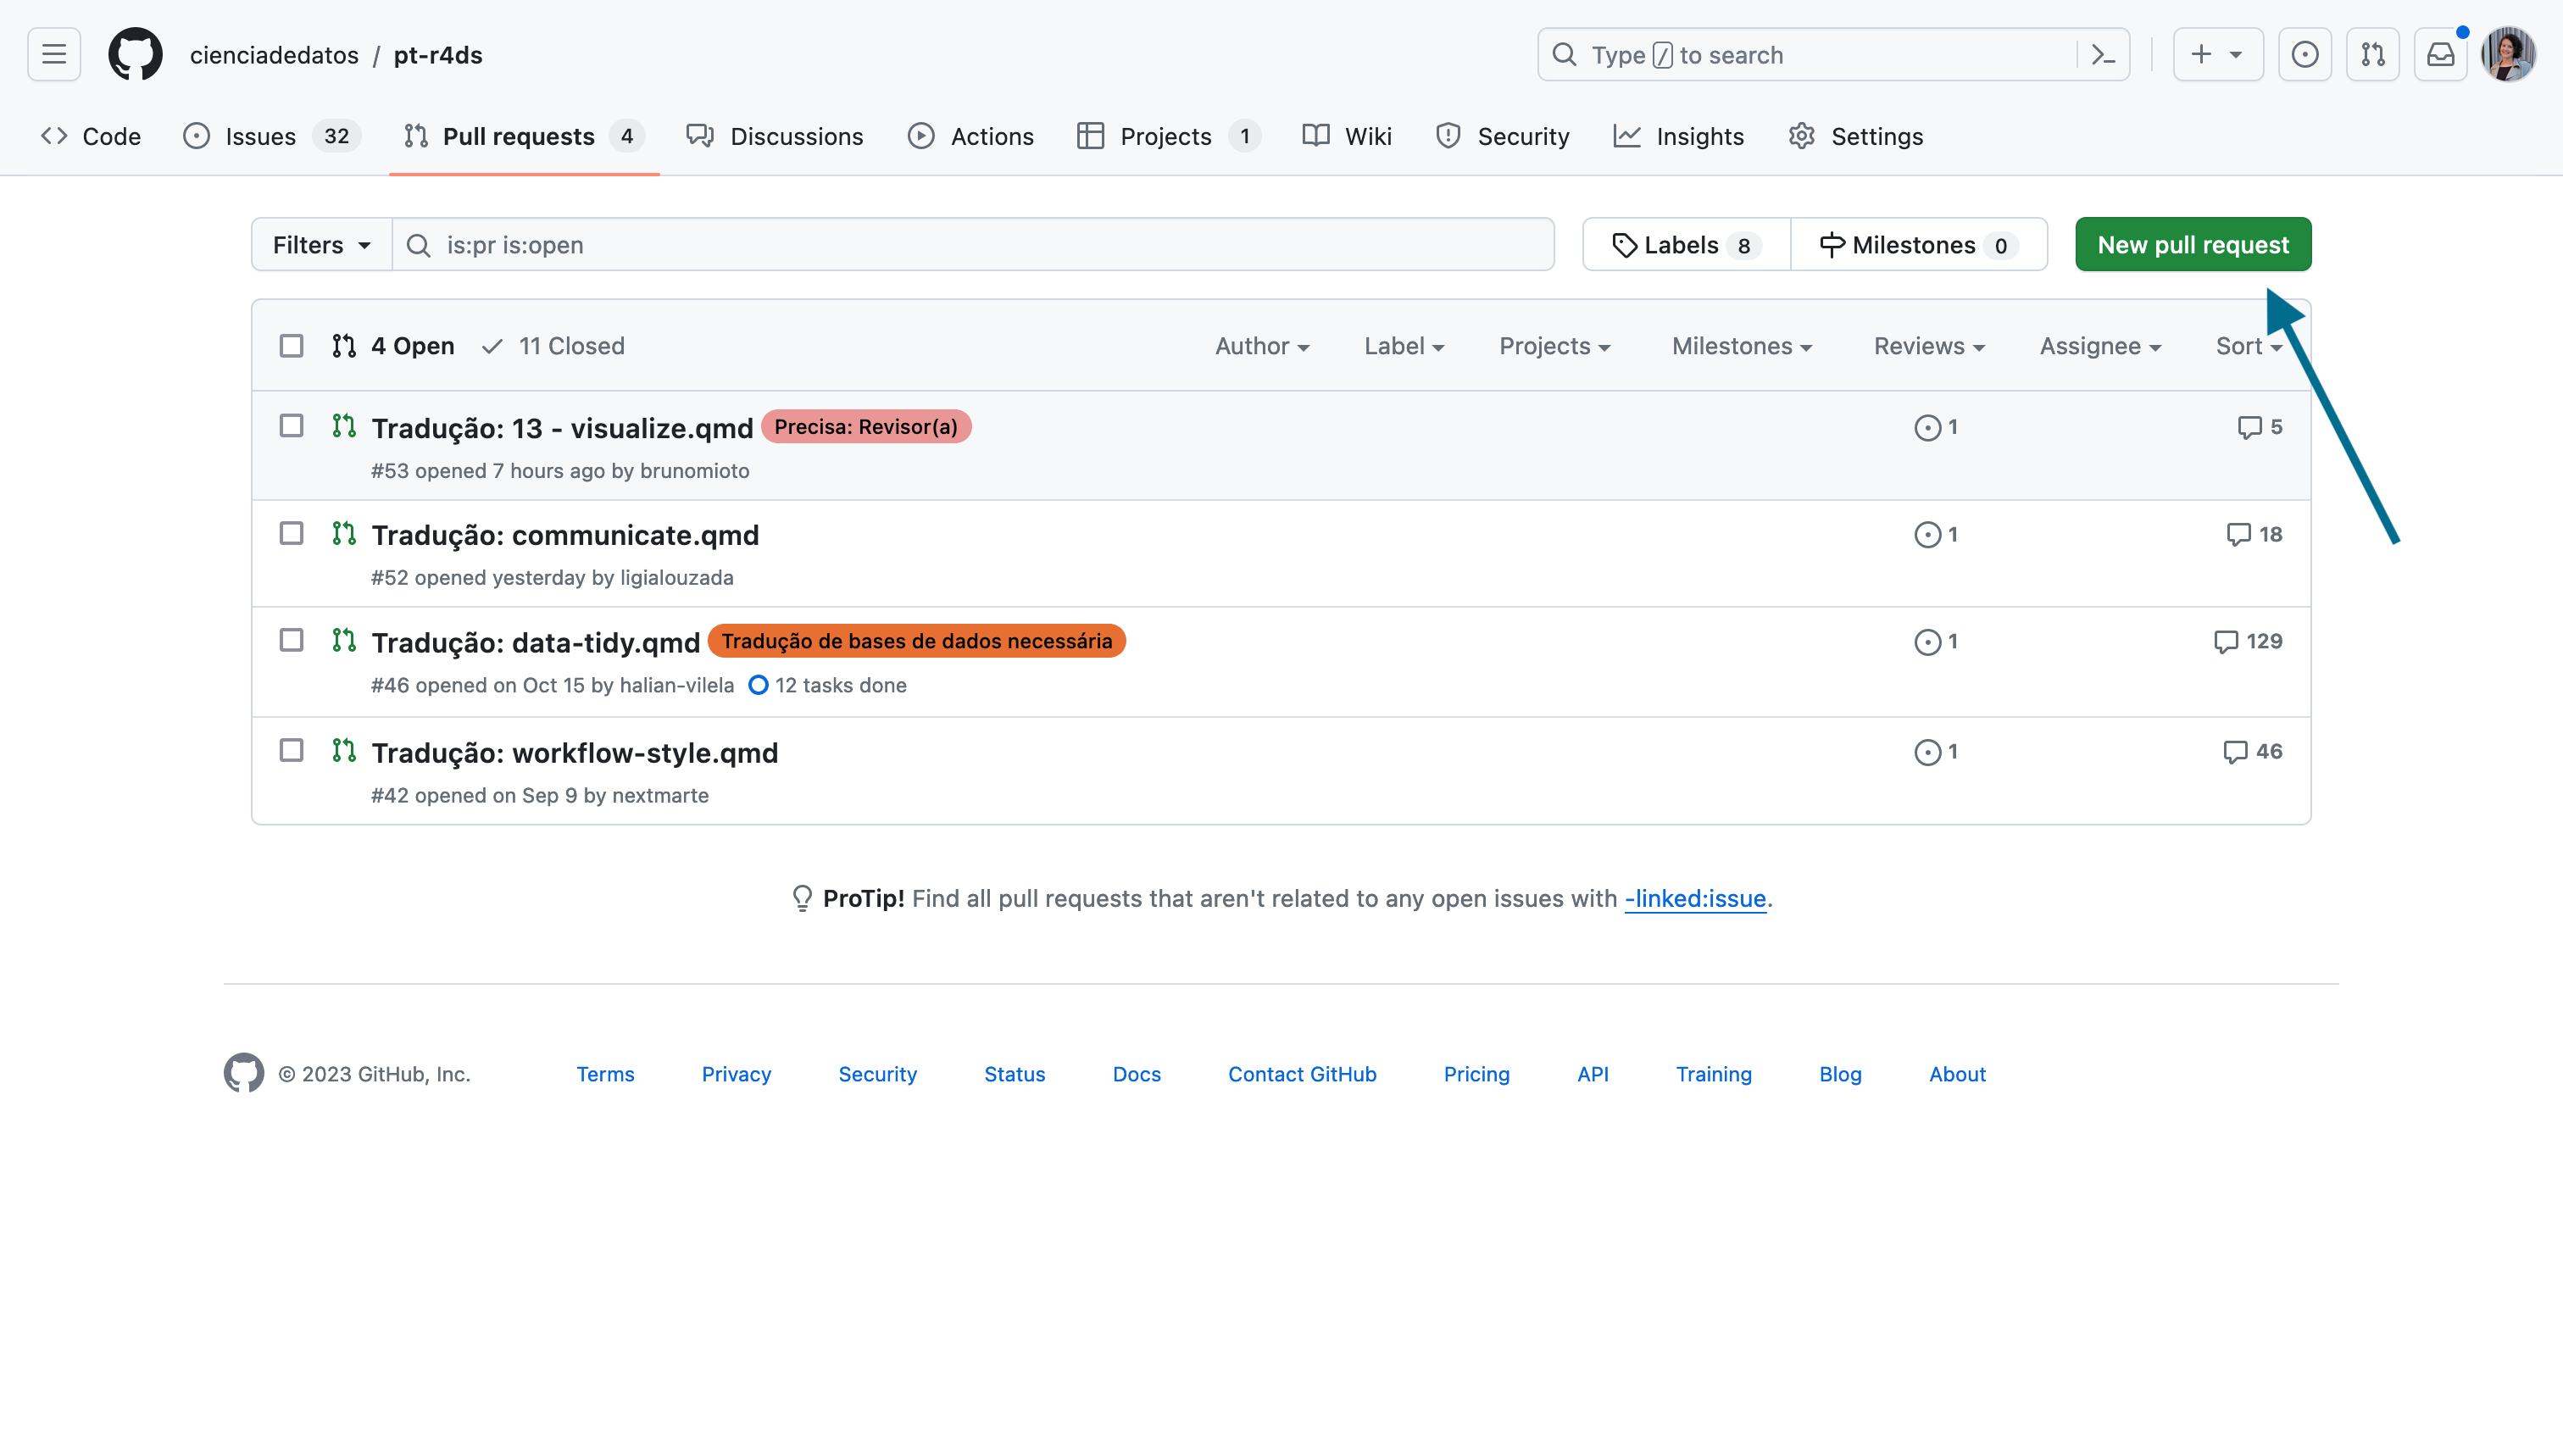 cienciadedatos / pt-r4ds Type / to search
Code Issues 32 Pull requests 4 Discussions Actions Projects 1 Wiki Security Insights Settings
Filters is:pr is:open Labels 8 Milestones 0 New pull request
4 Open 11 Closed Author Label Projects Milestones Reviews Assignee Sort
Tradução: 13 - visualize.qmd Precisa: Revisor(a) 1 5
#53 opened 7 hours ago by brunomioto
Tradução: communicate.qmd 1 18
#52 opened yesterday by ligialouzada
Tradução: data-tidy.qmd Tradução de bases de dados necessária 1 129
#46 opened on Oct 15 by halian-vilela 12 tasks done
Tradução: workflow-style.qmd 1 46
#42 opened on Sep 9 by nextmarte
ProTip! Find all pull requests that aren't related to any open issues with -linked:issue.
© 2023 GitHub, Inc. Terms Privacy Security Status Docs Contact GitHub Pricing API Training Blog About